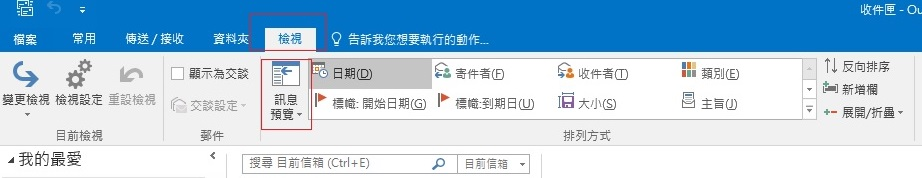 收件匣 - Ou
檔案 常用 傳送 / 接收 資料夾 檢視 告訴我您想要執行的動作...
變更檢視 檢視設定 重設檢視
目前檢視
顯示為交談
交談設定
郵件
訊息
預覽
日期(D) 寄件者(F) 收件者(T) 類別(E)
標幟: 開始日期(G) 標幟:到期日(U) 大小(S) 主旨(J)
排列方式
反向排序
新增欄
展開/折疊
我的最愛
搜尋 目前信箱 (Ctrl+E) 目前信箱